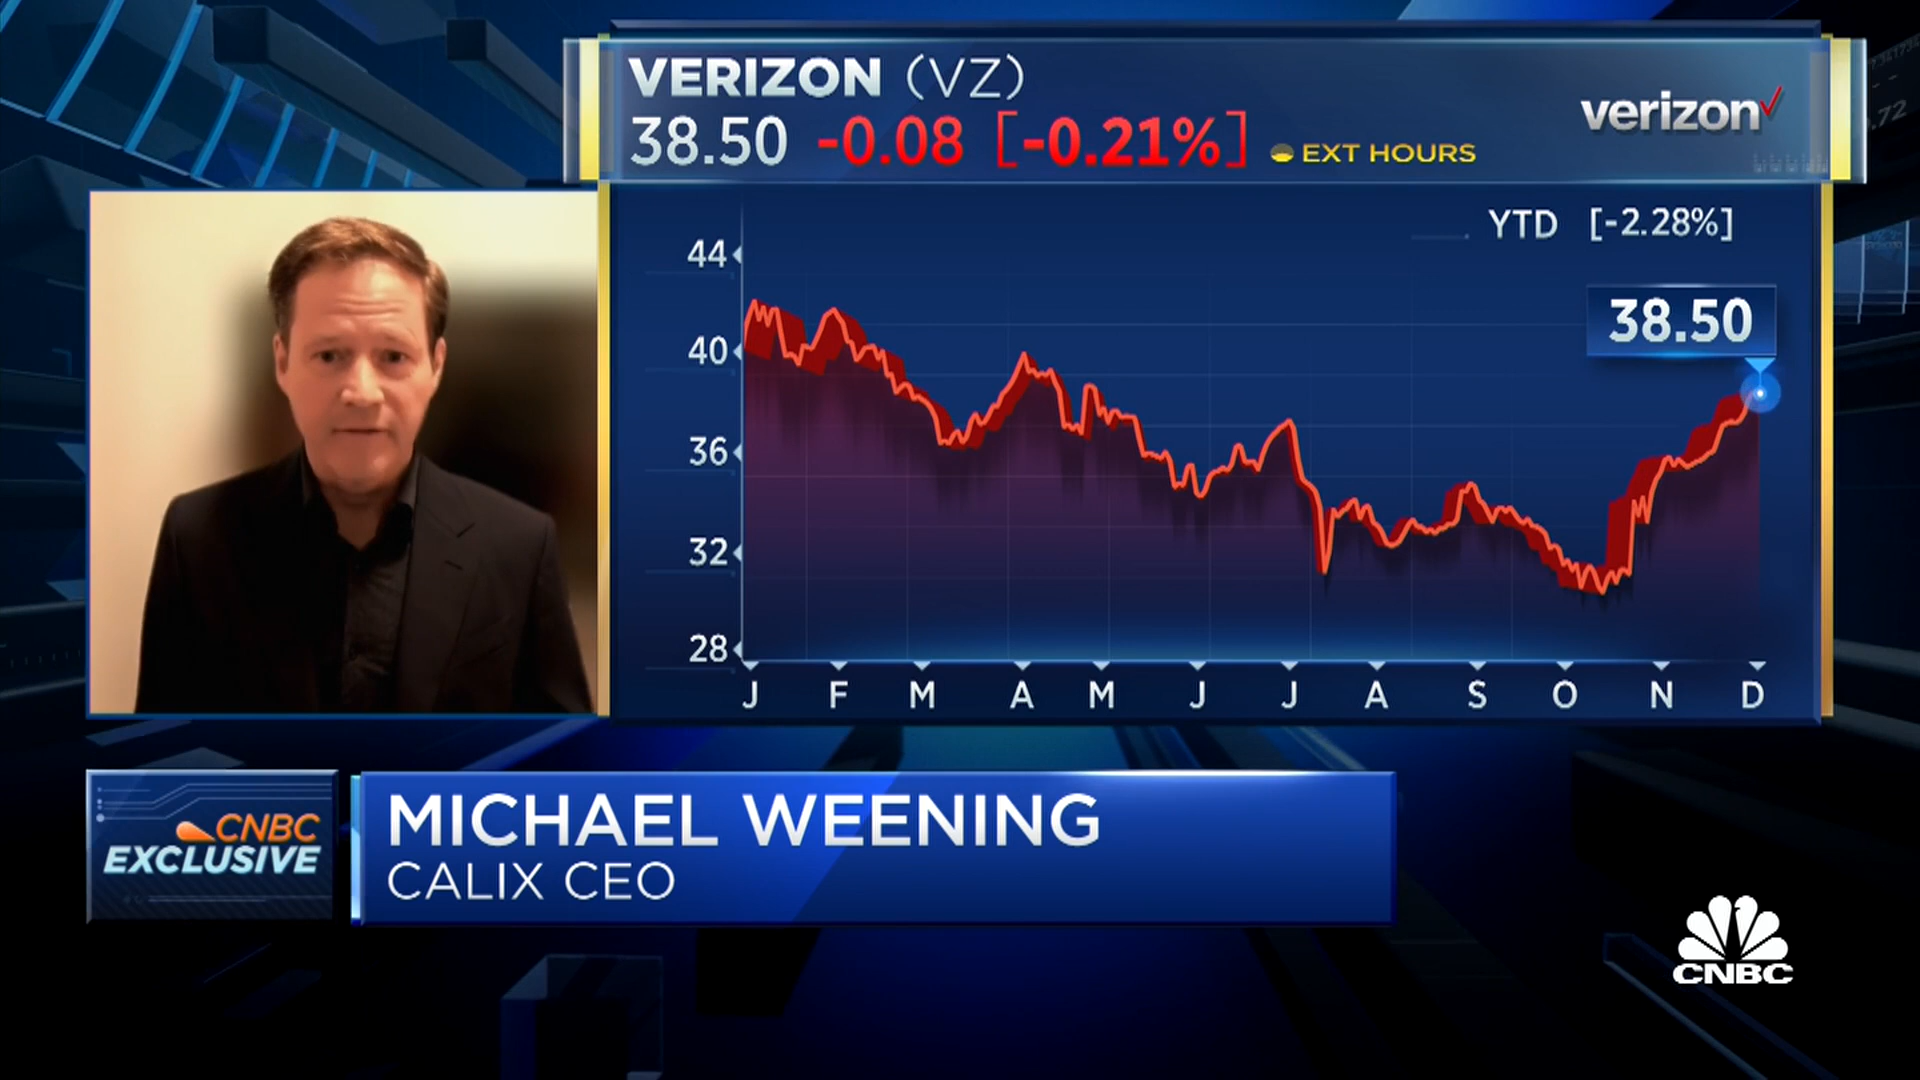 VERIZON (VZ)
38.50 -0.08 [-0.21%] EXT HOURS
verizon
YTD [-2.28%]
38.50
44
40
36
32
28
J F M A M J J A S O N D
CNBC
EXCLUSIVE
MICHAEL WEENING
CALIX CEO
CNBC